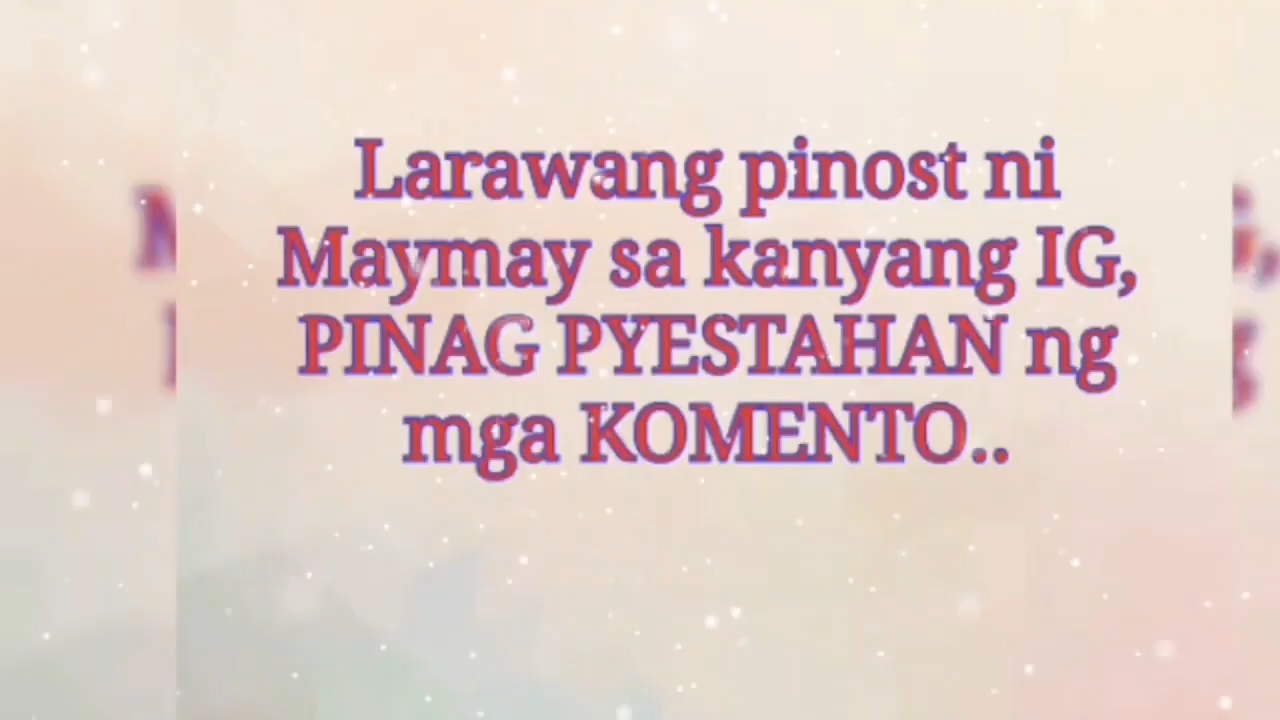 Larawang pinost ni
Maymay sa kanyang IG,
PINAG PYESTAHAN ng
mga KOMENTO..